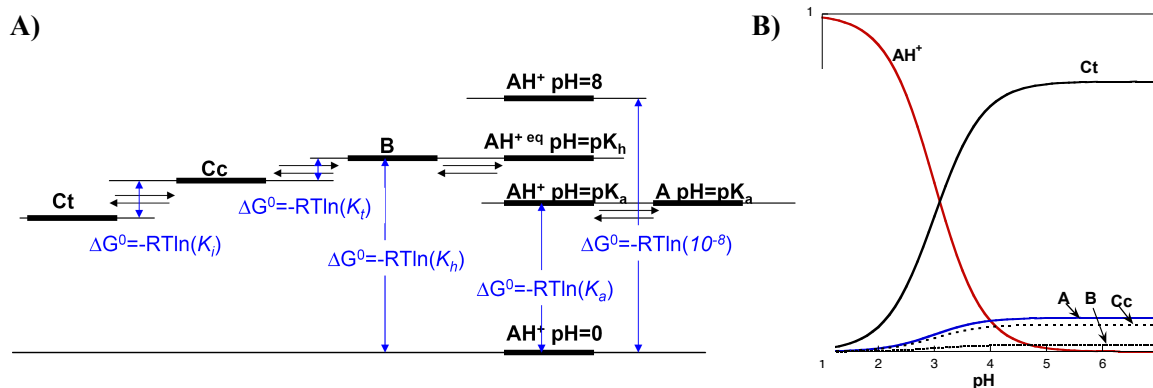 A)
AH⁺ pH=8
B
AH⁺ ᵉq pH=pKₕ
Cc
AH⁺ pH=pKₐ
A pH=pKₐ
Ct
ΔG⁰=-RTln(Kₜ)
ΔG⁰=-RTln(Kᵢ)
ΔG⁰=-RTln(10⁻⁸)
ΔG⁰=-RTln(Kₕ)
ΔG⁰=-RTln(Kₐ)
AH⁺ pH=0
B)
1
AH⁺
Ct
A
B
Cc
1 2 3 4 5 6
pH